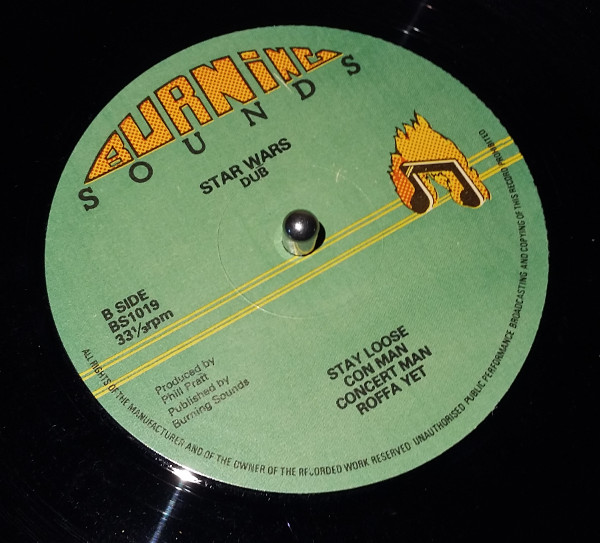 BURNING
SOUNDS
STAR WARS
DUB
B SIDE
BS1019
33⅓rpm
Produced by
Phill Pratt
Published by
Burning Sounds
STAY LOOSE
CON MAN
CONCERT MAN
ROFFA YET
ALL RIGHTS OF THE MANUFACTURER AND OF THE OWNER OF THE RECORDED WORK RESERVED. UNAUTHORISED PUBLIC PERFORMANCE BROADCASTING AND COPYING OF THIS RECORD PROHIBITED